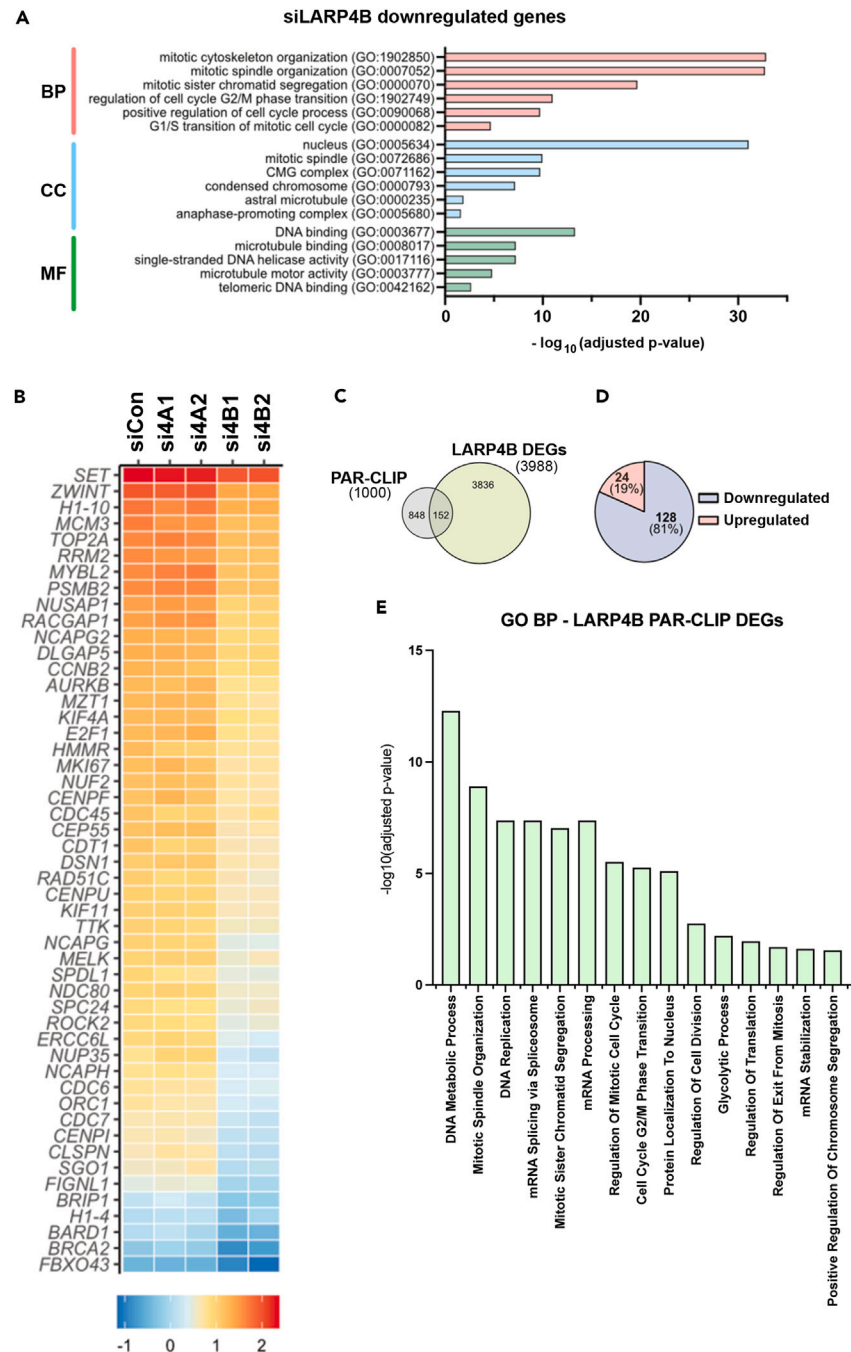 A
siLARP4B downregulated genes
BP
mitotic cytoskeleton organization (GO:1902850)
mitotic spindle organization (GO:0007052)
mitotic sister chromatid segregation (GO:0000070)
regulation of cell cycle G2/M phase transition (GO:1902749)
positive regulation of cell cycle process (GO:0090068)
G1/S transition of mitotic cell cycle (GO:0000082)
CC
nucleus (GO:0005634)
mitotic spindle (GO:0072686)
CMG complex (GO:0071162)
condensed chromosome (GO:0000793)
astral microtubule (GO:0000235)
anaphase-promoting complex (GO:0005680)
MF
DNA binding (GO:0003677)
microtubule binding (GO:0008017)
single-stranded DNA helicase activity (GO:0017116)
microtubule motor activity (GO:0003777)
telomeric DNA binding (GO:0042162)
0 10 20 30
- log10 (adjusted p-value)
B
siCon
si4A1
si4A2
si4B1
si4B2
SET
ZWINT
H1-10
MCM3
TOP2A
RRM2
MYBL2
PSMB2
NUSAP1
RACGAP1
NCAPG2
DLGAP5
CCNB2
AURKB
MZT1
KIF4A
E2F1
HMMR
MKI67
NUF2
CENPF
CDC45
CEP55
CDT1
DSN1
RAD51C
CENPU
KIF11
TTK
NCAPG
MELK
SPDL1
NDC80
SPC24
ROCK2
ERCC6L
NUP35
NCAPH
CDC6
ORC1
CDC7
CENPI
CLSPN
SGO1
FIGNL1
BRIP1
H1-4
BARD1
BRCA2
FBXO43
-1 0 1 2
C
PAR-CLIP
(1000)
LARP4B DEGs
(3988)
848
152
3836
D
24
(19%)
128
(81%)
Downregulated
Upregulated
E
GO BP - LARP4B PAR-CLIP DEGs
-log10(adjusted p-value)
15
10
5
0
DNA Metabolic Process
Mitotic Spindle Organization
DNA Replication
mRNA Splicing via Spliceosome
Mitotic Sister Chromatid Segregation
mRNA Processing
Regulation Of Mitotic Cell Cycle
Cell Cycle G2/M Phase Transition
Protein Localization To Nucleus
Regulation Of Cell Division
Glycolytic Process
Regulation Of Translation
Regulation Of Exit From Mitosis
mRNA Stabilization
Positive Regulation Of Chromosome Segregation